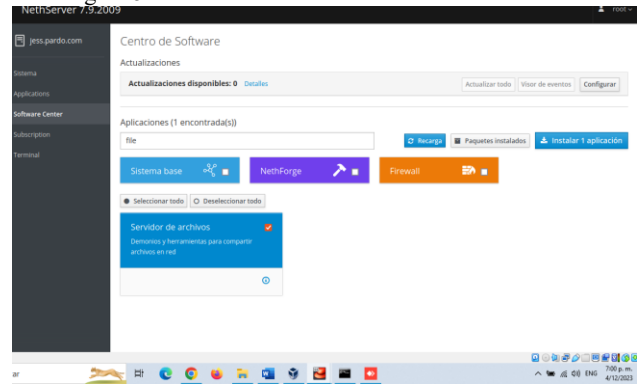 NethServer 7.9.2009
root
jess.pardo.com
Centro de Software
Actualizaciones
Sistema
Actualizaciones disponibles: 0 Detalles
Actualizar todo Visor de eventos Configurar
Applications
Software Center
Aplicaciones (1 encontrada(s))
Subscription
file
Recarga Paquetes instalados Instalar 1 aplicación
Terminal
Sistema base NethForge Firewall
Seleccionar todo Deseleccionar todo
Servidor de archivos
Demonios y herramientas para compartir
archivos en red
ar
ENG
7:00 p. m.
4/12/2023